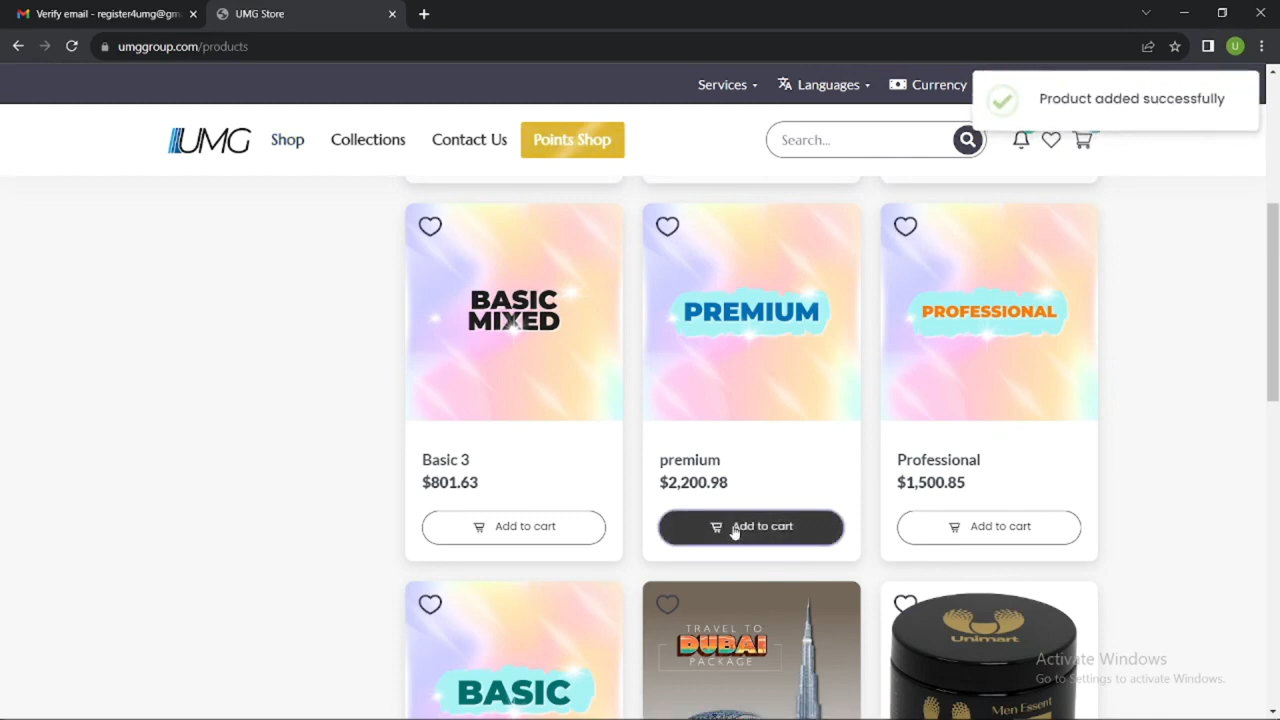 Verify email - register4umg@gm
UMG Store
umggroup.com/products
Services
Languages
Currency
Product added successfully
UMG
Shop
Collections
Contact Us
Points Shop
Search...
BASIC
MIXED
PREMIUM
PROFESSIONAL
Basic 3
premium
Professional
$801.63
$2,200.98
$1,500.85
Add to cart
Add to cart
Add to cart
BASIC
TRAVEL TO
DUBAI
PACKAGE
Unimart
Men Essent
Activate Windows
Go to Settings to activate Windows.